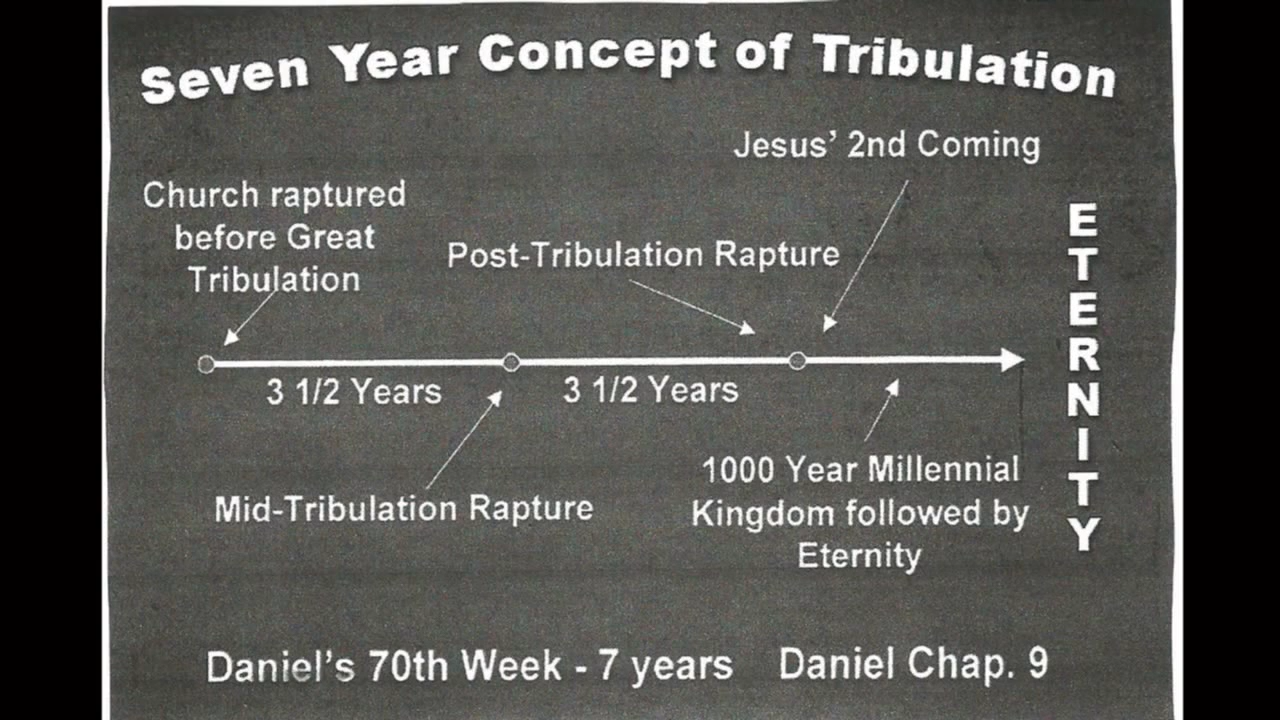 Seven Year Concept of Tribulation
Jesus’ 2nd Coming
Church raptured
before Great
Tribulation
Post-Tribulation Rapture
3 1/2 Years
3 1/2 Years
Mid-Tribulation Rapture
1000 Year Millennial
Kingdom followed by
Eternity
ETERNITY
Daniel’s 70th Week - 7 years Daniel Chap. 9